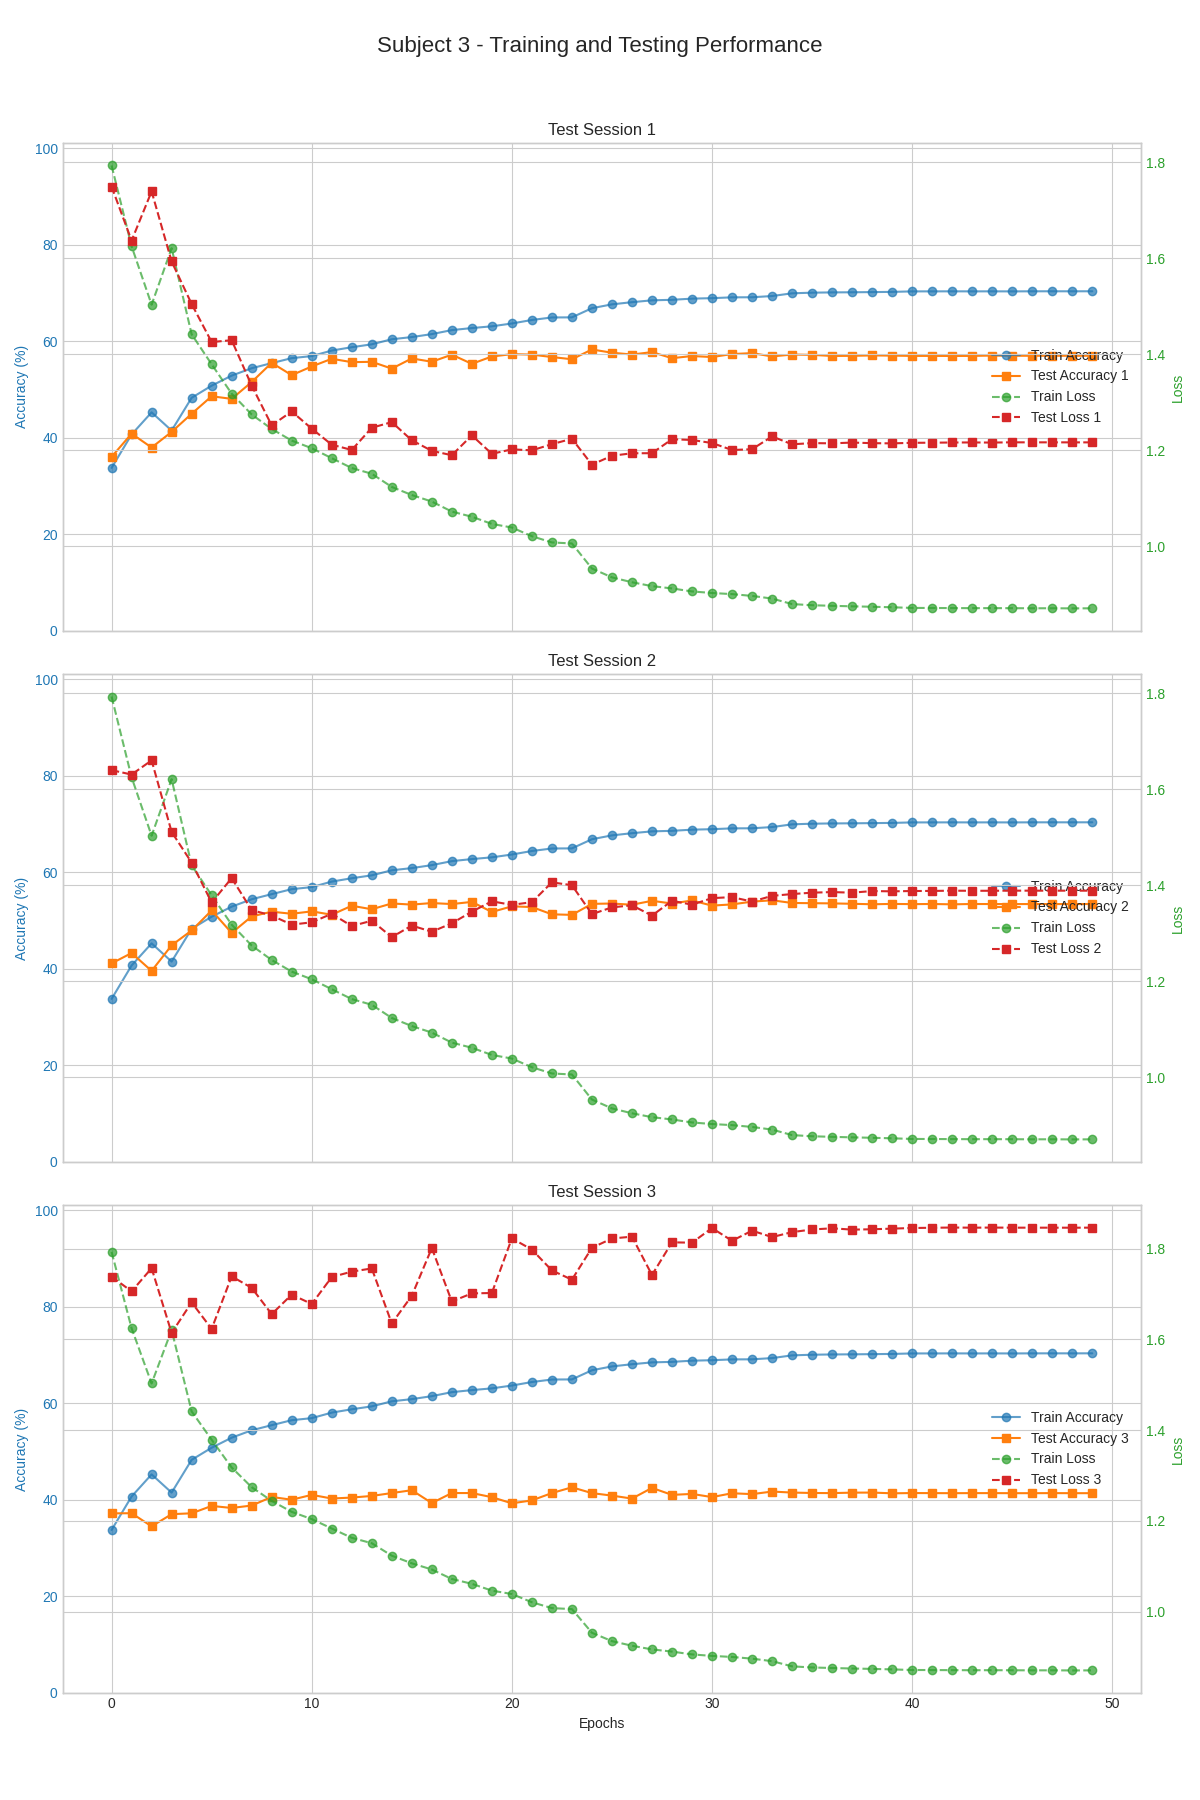 Subject 3 - Training and Testing Performance
Test Session 1
100
80
60
40
20
0
Accuracy (%)
1.8
1.6
1.4
1.2
1.0
Loss
Train Accuracy
Test Accuracy 1
Train Loss
Test Loss 1
Test Session 2
100
80
60
40
20
0
Accuracy (%)
1.8
1.6
1.4
1.2
1.0
Loss
Train Accuracy
Test Accuracy 2
Train Loss
Test Loss 2
Test Session 3
100
80
60
40
20
0
Accuracy (%)
1.8
1.6
1.4
1.2
1.0
Loss
Train Accuracy
Test Accuracy 3
Train Loss
Test Loss 3
0 10 20 30 40 50
Epochs